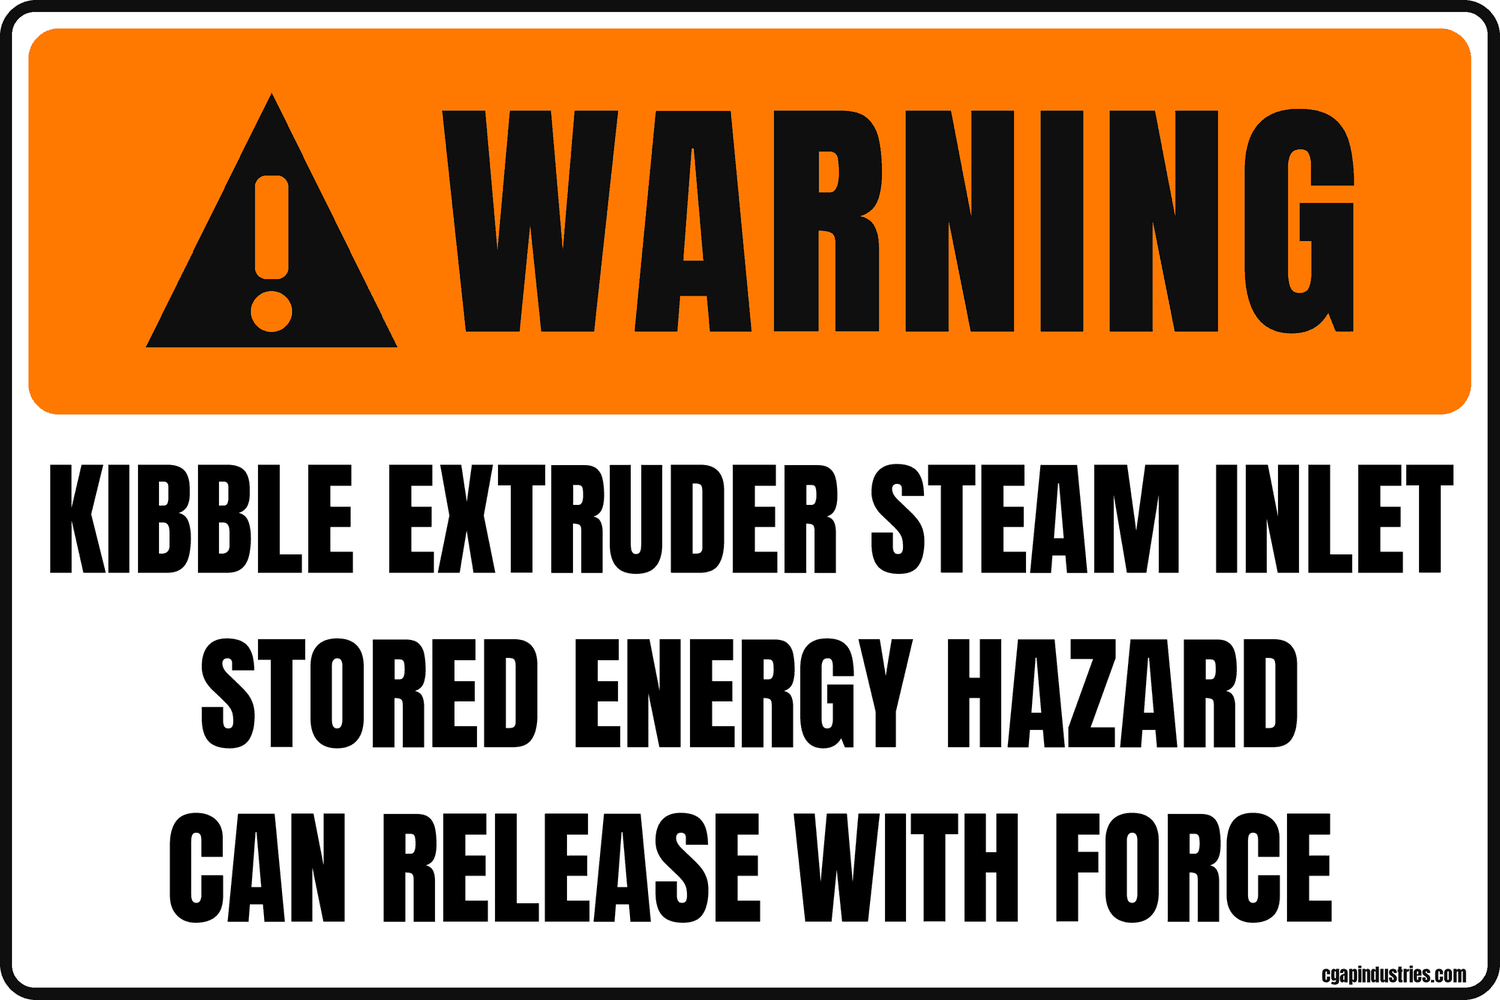 WARNING
KIBBLE EXTRUDER STEAM INLET
STORED ENERGY HAZARD
CAN RELEASE WITH FORCE
cgapindustries.com